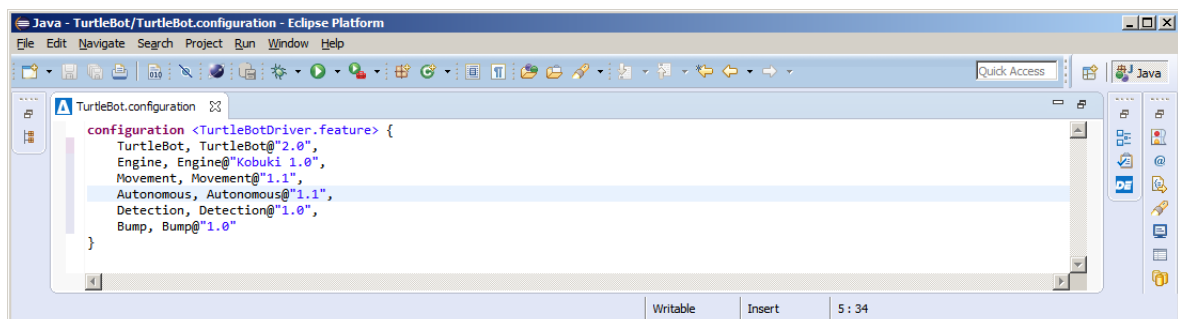 Java - TurtleBot/TurtleBot.configuration - Eclipse Platform
File Edit Navigate Search Project Run Window Help
Quick Access Java
TurtleBot.configuration
configuration <TurtleBotDriver.feature> {
TurtleBot, TurtleBot@"2.0",
Engine, Engine@"Kobuki 1.0",
Movement, Movement@"1.1",
Autonomous, Autonomous@"1.1",
Detection, Detection@"1.0",
Bump, Bump@"1.0"
}
Writable Insert 5 : 34